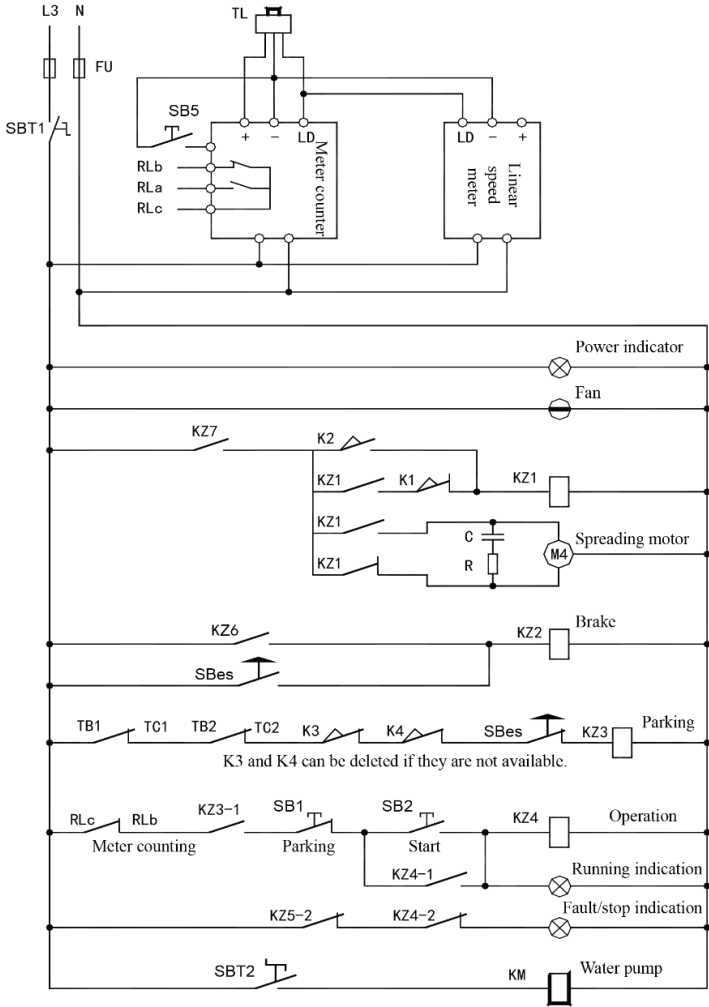 L3 N TL
FU
SBT1
SB5
+ - LD
LD - +
Meter counter
Linear
speed
meter
RLb
RLa
RLc
Power indicator
Fan
KZ7 K2
KZ1 K1 KZ1
KZ1
C
Spreading motor
M4
KZ1 R
Brake
KZ6 KZ2
SBes
Parking
TB1 TC1 TB2 TC2 K3 K4 SBes KZ3
K3 and K4 can be deleted if they are not available.
RLc RLb KZ3-1 SB1 SB2 KZ4 Operation
Meter counting Parking Start
KZ4-1 Running indication
Fault/stop indication
KZ5-2 KZ4-2
SBT2 KM Water pump